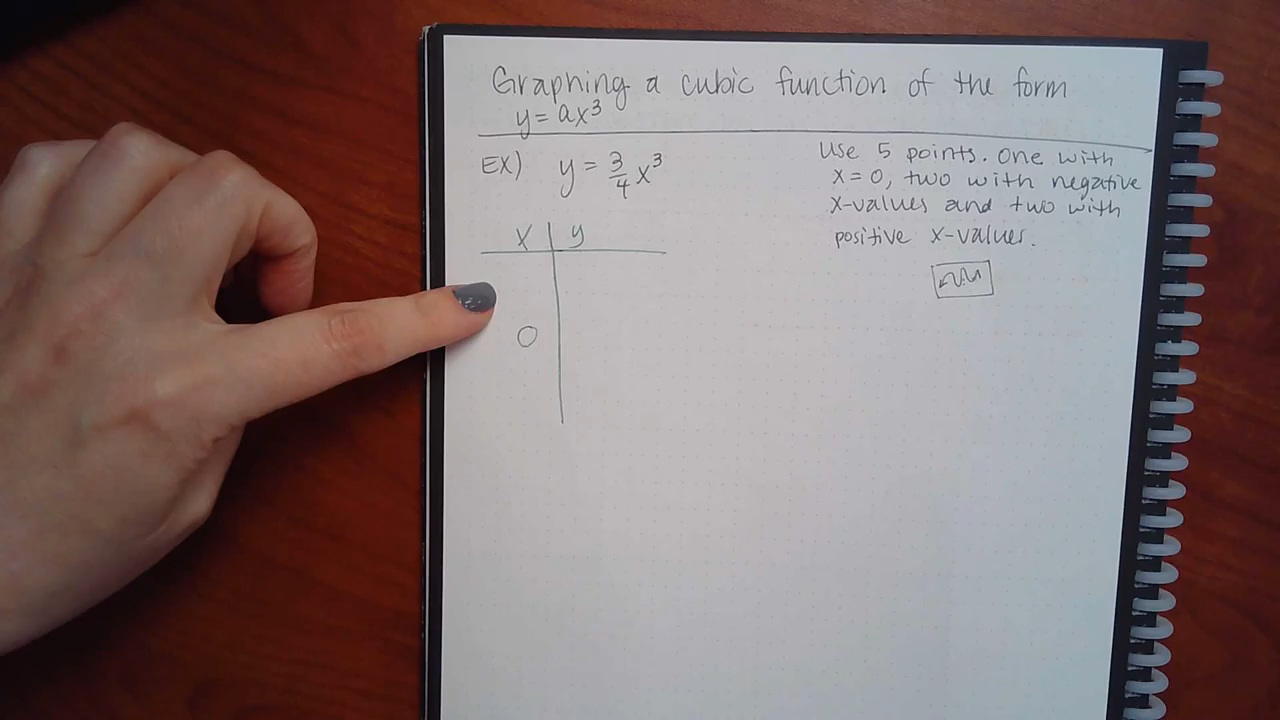 Graphing a cubic function of the form
y = ax³
EX) y = 3/4 x³
Use 5 points. One with
x = 0, two with negative
x-values and two with
positive x-values.
x | y
0